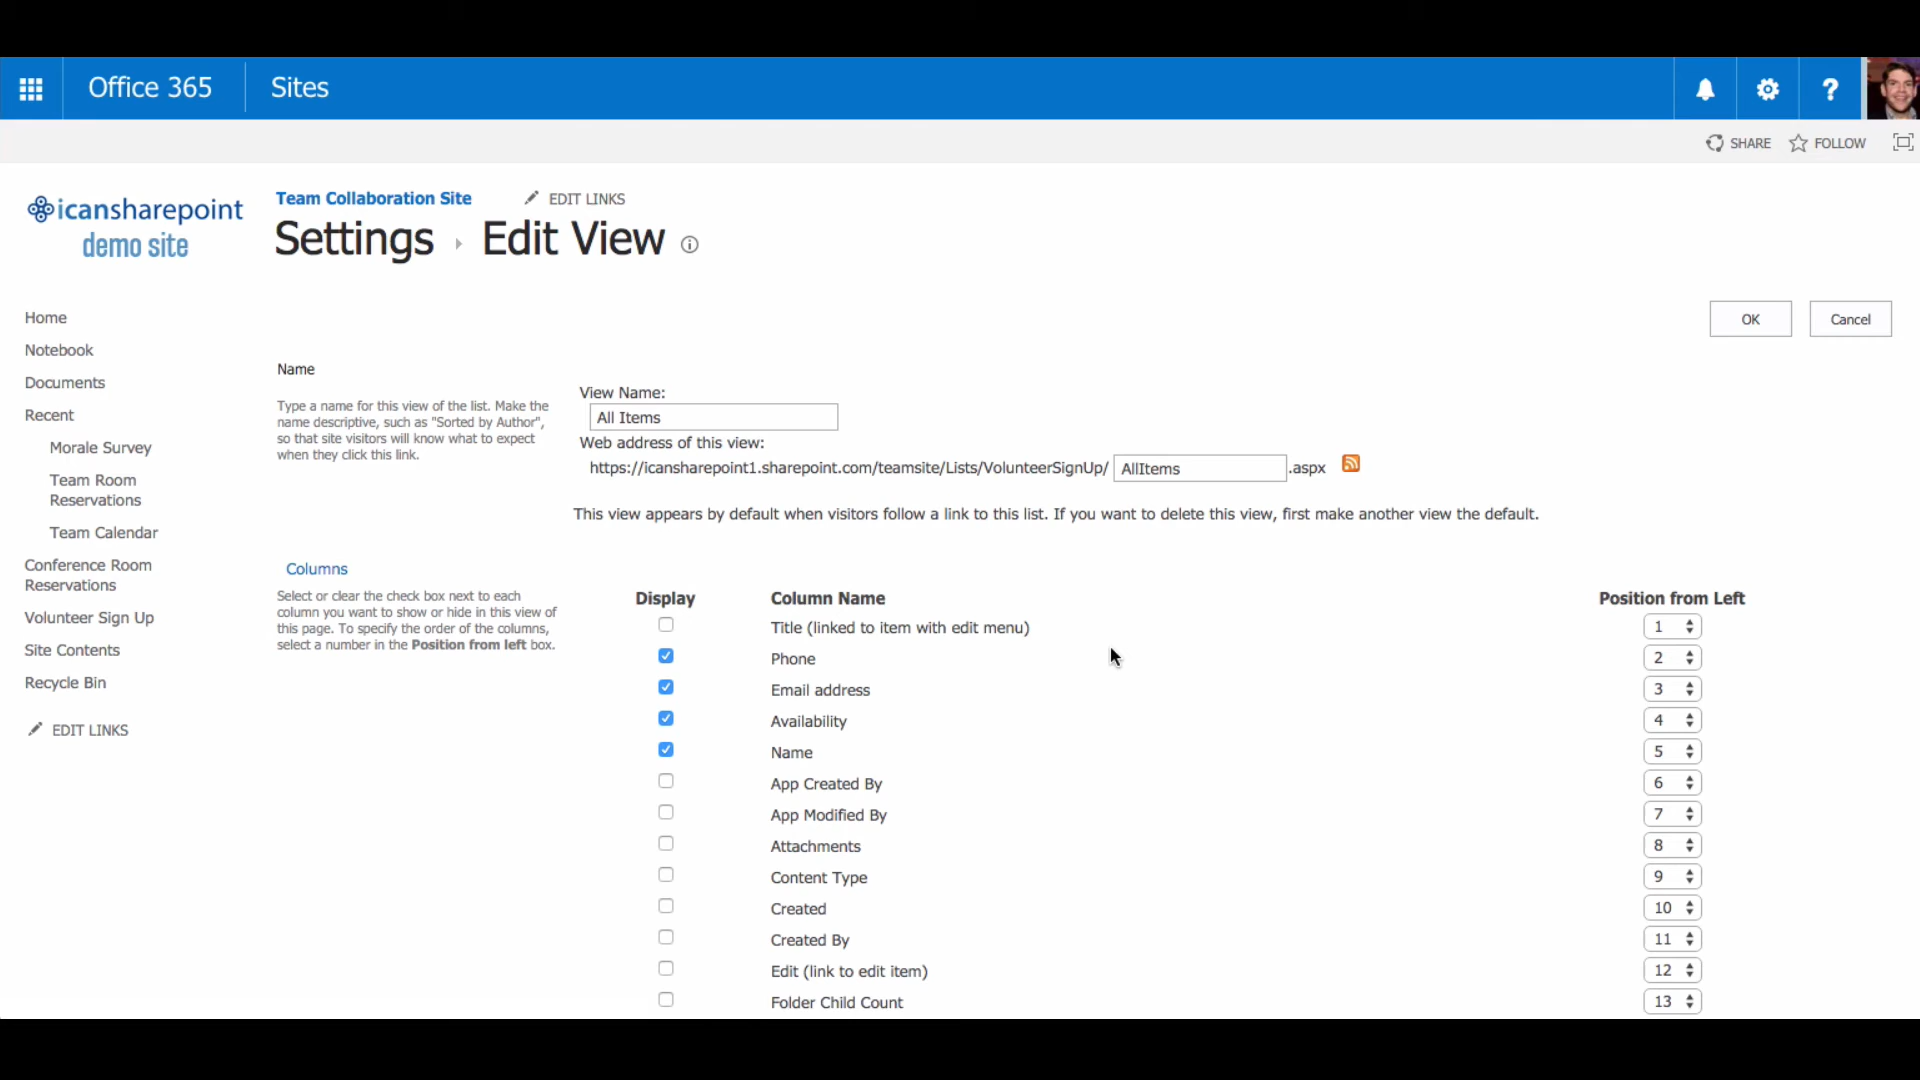 Office 365
Sites
?
SHARE
FOLLOW
icansharepoint
demo site
Team Collaboration Site
EDIT LINKS
Settings
Edit View
Home
Notebook
Documents
Recent
Morale Survey
Team Room
Reservations
Team Calendar
Conference Room
Reservations
Volunteer Sign Up
Site Contents
Recycle Bin
EDIT LINKS
OK
Cancel
Name
Type a name for this view of the list. Make the
name descriptive, such as "Sorted by Author",
so that site visitors will know what to expect
when they click this link.
View Name:
All Items
Web address of this view:
https://icansharepoint1.sharepoint.com/teamsite/Lists/VolunteerSignUp/ AllItems .aspx
This view appears by default when visitors follow a link to this list. If you want to delete this view, first make another view the default.
Columns
Select or clear the check box next to each
column you want to show or hide in this view of
this page. To specify the order of the columns,
select a number in the Position from left box.
Display Column Name Position from Left
Title (linked to item with edit menu) 1
Phone 2
Email address 3
Availability 4
Name 5
App Created By 6
App Modified By 7
Attachments 8
Content Type 9
Created 10
Created By 11
Edit (link to edit item) 12
Folder Child Count 13